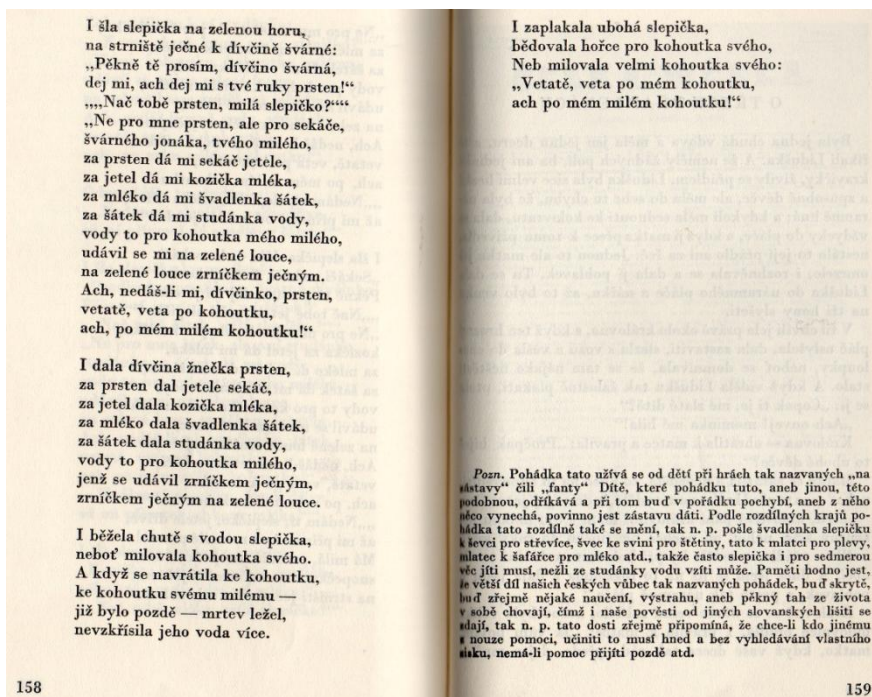 I šla slepička na zelenou horu,
na strniště ječné k dívčině švárné:
„Pěkně tě prosím, dívčino švárná,
dej mi, ach dej mi s tvé ruky prsten!“
„„Nač tobě prsten, milá slepičko?““
„Ne pro mne prsten, ale pro sekáče,
švárného jonáka, tvého milého,
za prsten dá mi sekáč jetele,
za jetel dá mi kozička mléka,
za mléko dá mi švadlenka šátek,
za šátek dá mi studánka vody,
vody to pro kohoutka mého milého,
udávil se mi na zelené louce,
na zelené louce zrníčkem ječným.
Ach, nedáš-li mi, dívčinko, prsten,
vetatě, veta po kohoutku,
ach, po mém milém kohoutku!“
I dala dívčina žnečka prsten,
za prsten dal jetele sekáč,
za jetel dala kozička mléka,
za mléko dala švadlenka šátek,
za šátek dala studánka vody,
vody to pro kohoutka milého,
jenž se udávil zrníčkem ječným,
zrníčkem ječným na zelené louce.
I běžela chutě s vodou slepička,
neboť milovala kohoutka svého.
A když se navrátila ke kohoutku,
ke kohoutku svému milému —
již bylo pozdě — mrtev ležel,
nevzkřísila jeho voda více.
158
I zaplakala ubohá slepička,
bědovala hořce pro kohoutka svého,
Neb milovala velmi kohoutka svého:
„Vetatě, veta po mém kohoutku,
ach po mém milém kohoutku!“
Pozn. Pohádka tato užívá se od dětí při hrách tak nazvaných „na
zástavy“ čili „fanty“ Dítě, které pohádku tuto, aneb jinou, této
podobnou, odříkává a při tom buď v pořádku pochybí, aneb z něho
něco vynechá, povinno jest zástavu dáti. Podle rozdílných krajů po-
hádka tato rozdílně také se mění, tak n. p. pošle švadlenka slepičku
k ševci pro střevíce, švec ke svini pro štětiny, tato k mlatci pro plevy,
mlatec k šafářce pro mléko atd., takže často slepička i pro sedmerou
věc jíti musí, nežli ze studánky vodu vzíti může. Paměti hodno jest,
že větší díl našich českých vůbec tak nazvaných pohádek, buď skrytě,
buď zřejmě nějaké naučení, výstrahu, aneb pěkný tah ze života
v sobě chovají, čímž i naše pověsti od jiných slovanských lišiti se
zdají, tak n. p. tato dosti zřejmě připomíná, že chce-li kdo jinému
z nouze pomoci, učiniti to musí hned a bez vyhledávání vlastního
zisku, nemá-li pomoc přijíti pozdě atd.
159